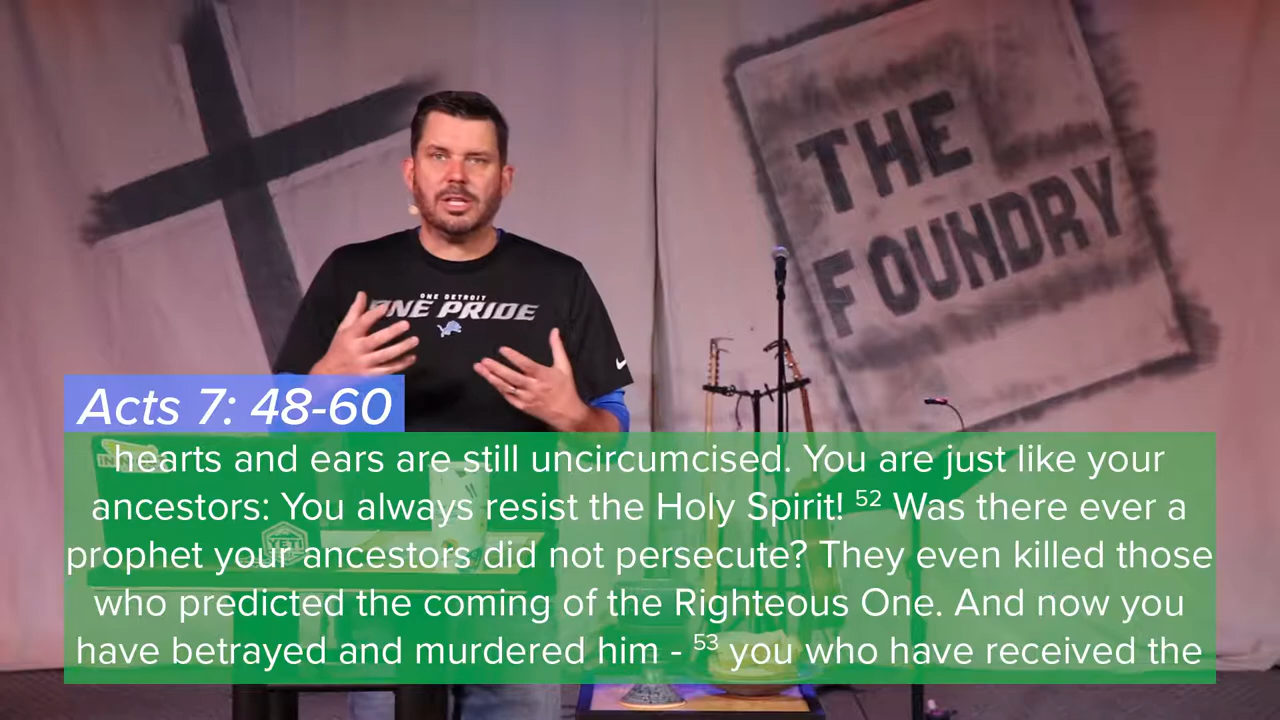 THE
FOUNDRY
ONE DETROIT
ONE PRIDE
Acts 7: 48-60
hearts and ears are still uncircumcised. You are just like your
ancestors: You always resist the Holy Spirit! 52 Was there ever a
prophet your ancestors did not persecute? They even killed those
who predicted the coming of the Righteous One. And now you
have betrayed and murdered him - 53 you who have received the
YETI